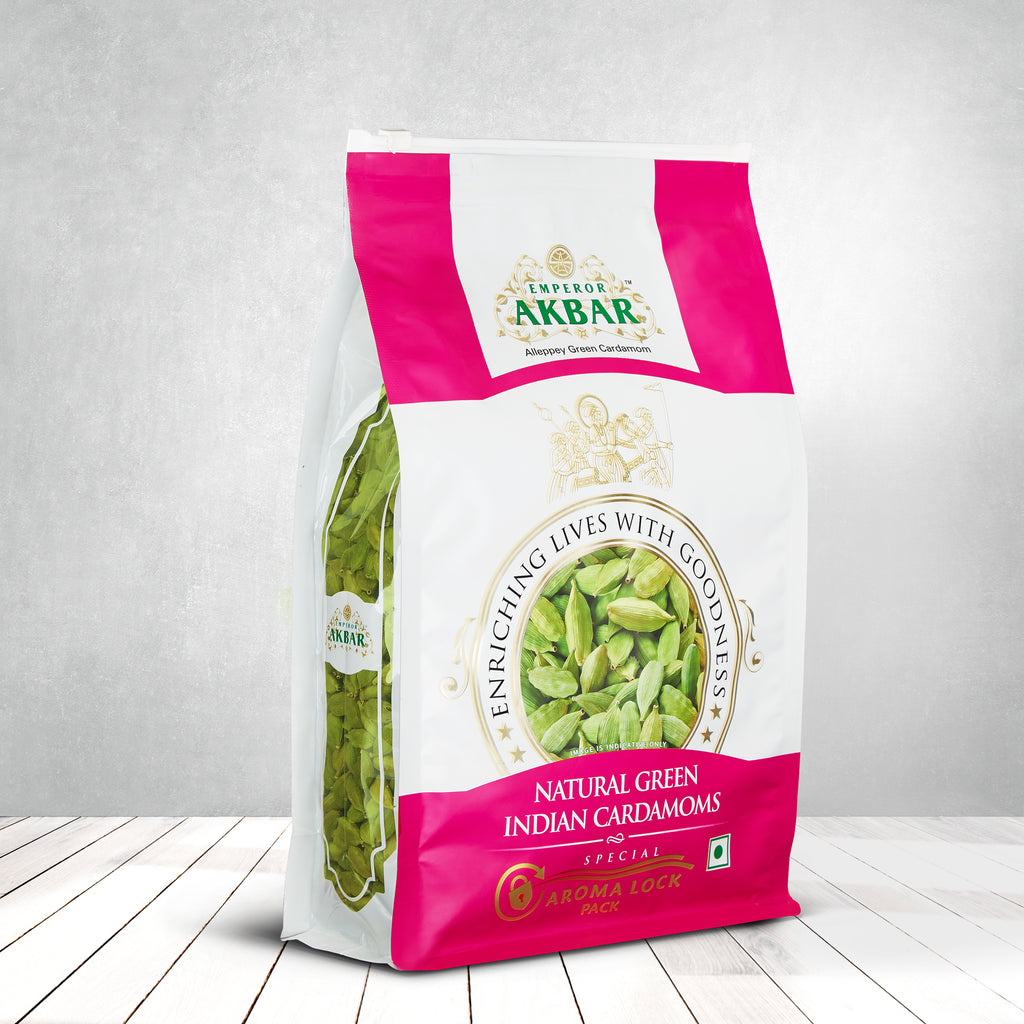 EMPEROR
AKBAR™
Alleppey Green Cardamom
ENRICHING LIVES WITH GOODNESS
IMAGE IS INDICATIVE ONLY
NATURAL GREEN
INDIAN CARDAMOMS
SPECIAL
AROMA LOCK
PACK
EMPEROR
AKBAR